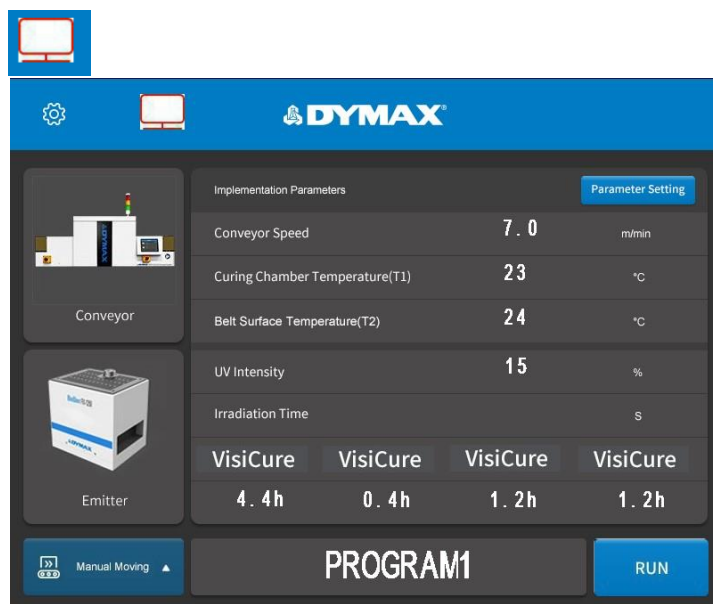 DYMAX®
Implementation Parameters
Parameter Setting
Conveyor Speed 7.0 m/min
Curing Chamber Temperature(T1) 23 °C
Belt Surface Temperature(T2) 24 °C
UV Intensity 15 %
Irradiation Time S
VisiCure VisiCure VisiCure VisiCure
4.4h 0.4h 1.2h 1.2h
DYMAX
Conveyor
DYMAX
Emitter
Manual Moving
PROGRAM1
RUN